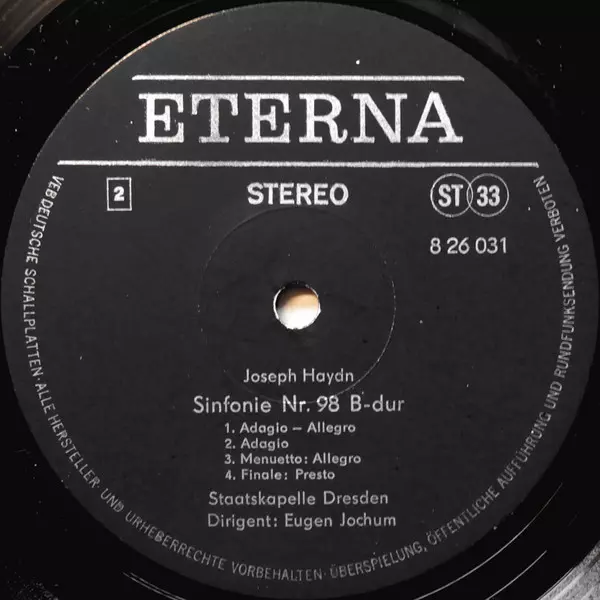 ETERNA
2
STEREO
ST 33
8 26 031
Joseph Haydn
Sinfonie Nr. 98 B-dur
1. Adagio – Allegro
2. Adagio
3. Menuetto: Allegro
4. Finale: Presto
Staatskapelle Dresden
Dirigent: Eugen Jochum
VEB DEUTSCHE SCHALLPLATTEN · ALLE HERSTELLER- UND URHEBERRECHTE VORBEHALTEN · ÜBERSPIELUNG, ÖFFENTLICHE AUFFÜHRUNG UND RUNDFUNKSENDUNG VERBOTEN